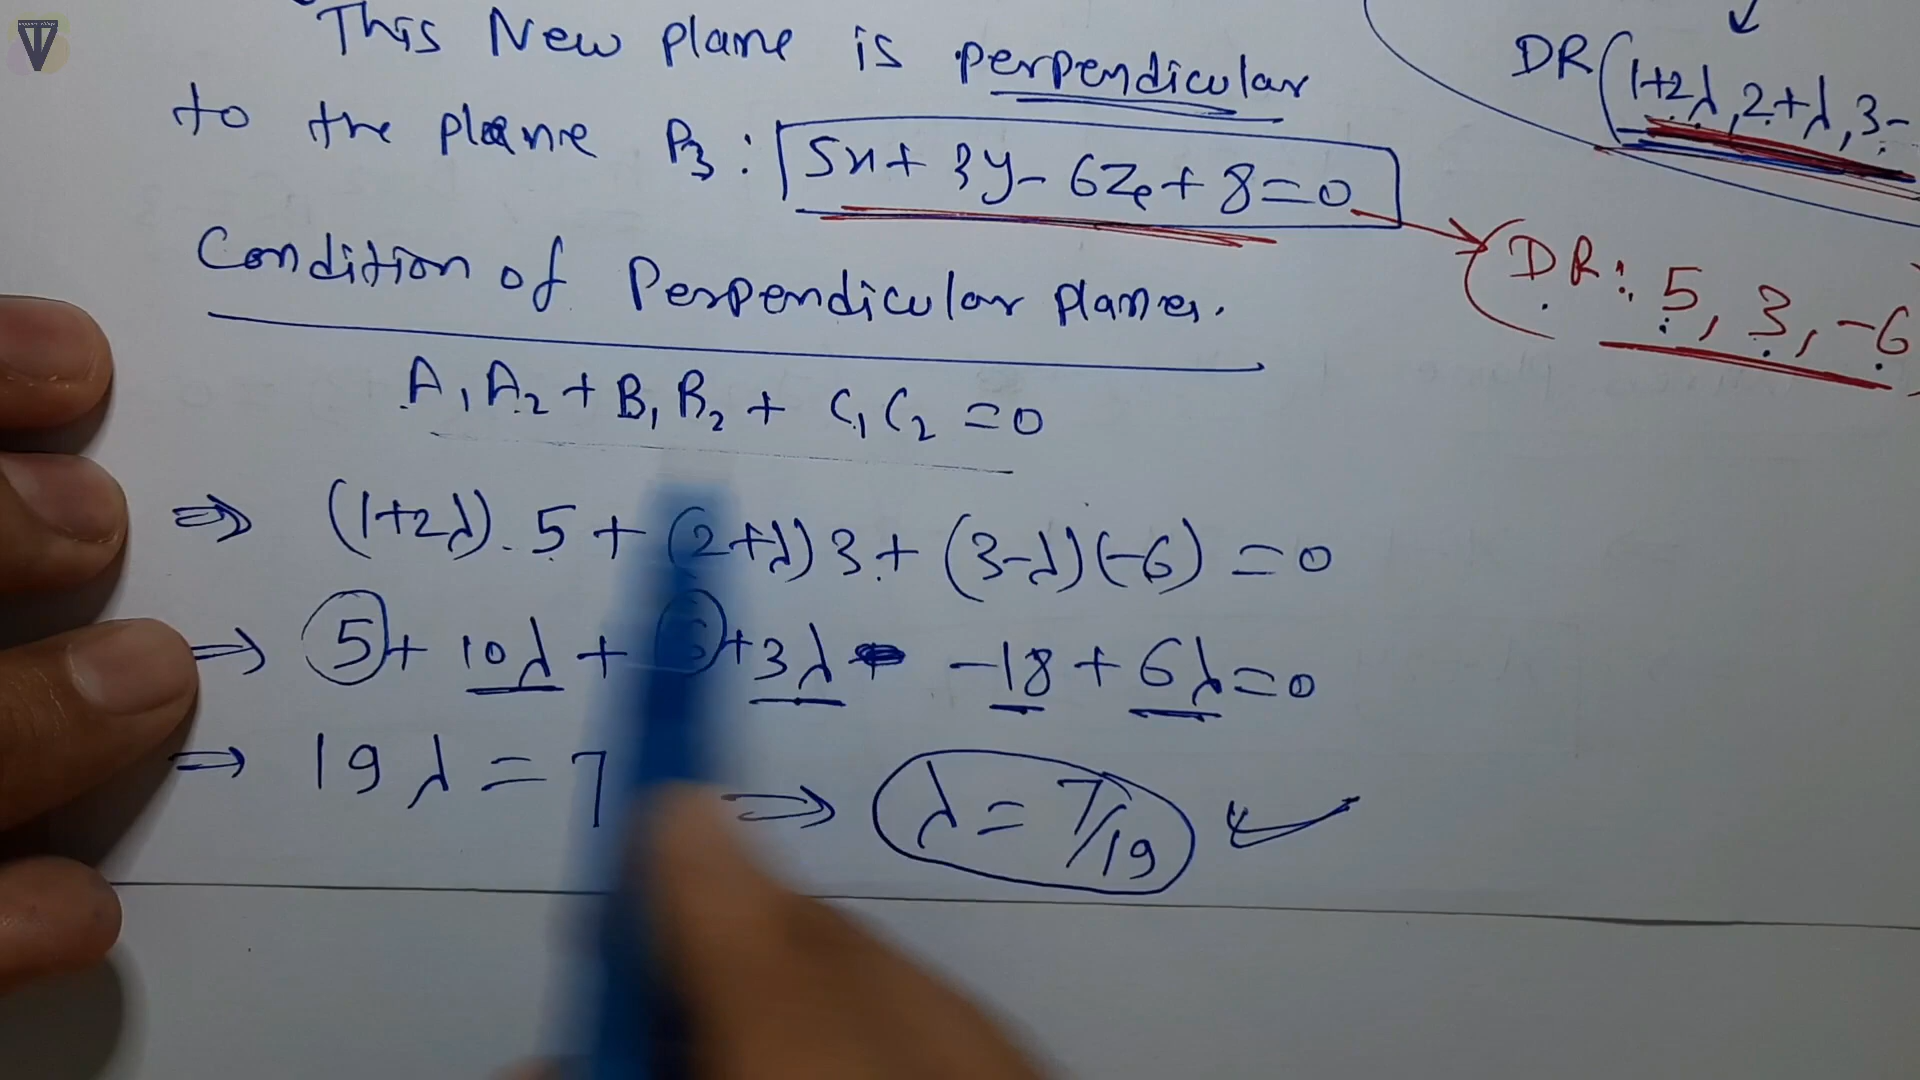 This New plane is perpendicular
to the plane P3 : 5x + 3y - 6z + 8 = 0
DR (1+2λ, 2+λ, 3-
DR: 5, 3, -6
Condition of Perpendicular planes.
A₁A₂ + B₁B₂ + C₁C₂ = 0
⇒ (1+2λ).5 + (2+λ)3 + (3-λ)(-6) = 0
⇒ 5 + 10λ + 6 + 3λ -18 + 6λ = 0
⇒ 19λ = 7 ⇒ λ = 7/19 ✓